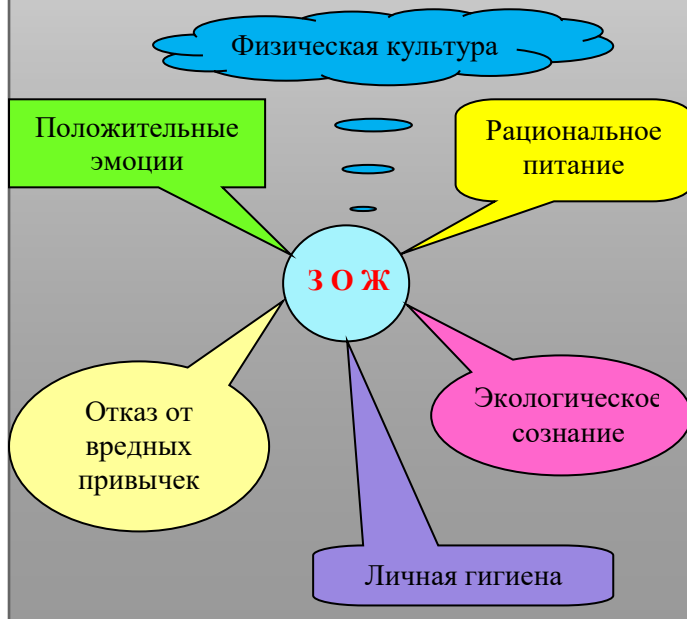 Физическая культура
Положительные
эмоции
Рациональное
питание
З О Ж
Отказ от
вредных
привычек
Экологическое
сознание
Личная гигиена